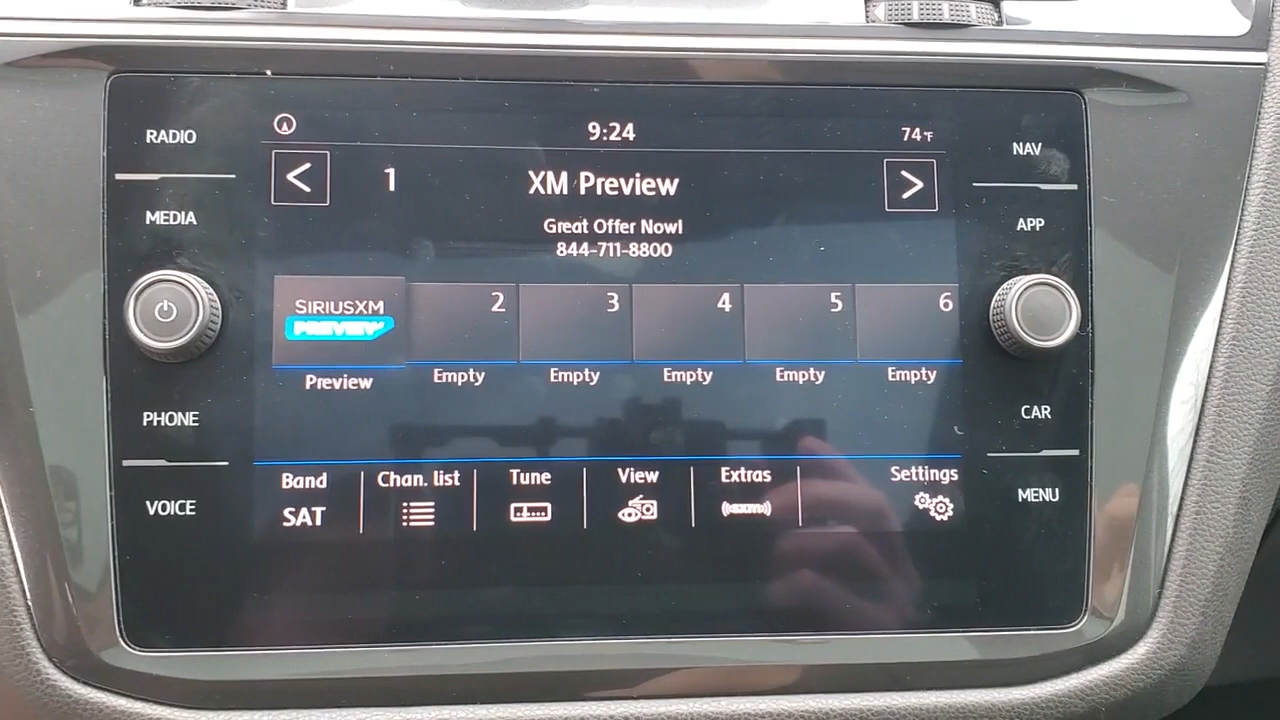 RADIO
MEDIA
PHONE
VOICE
9:24
74°F
<
1
XM Preview
>
Great Offer Now!
844-711-8800
SIRIUSXM
PREVIEW
2
3
4
5
6
Preview
Empty
Empty
Empty
Empty
Empty
Band
SAT
Chan. list
Tune
View
Extras
((SXM))
Settings
NAV
APP
CAR
MENU